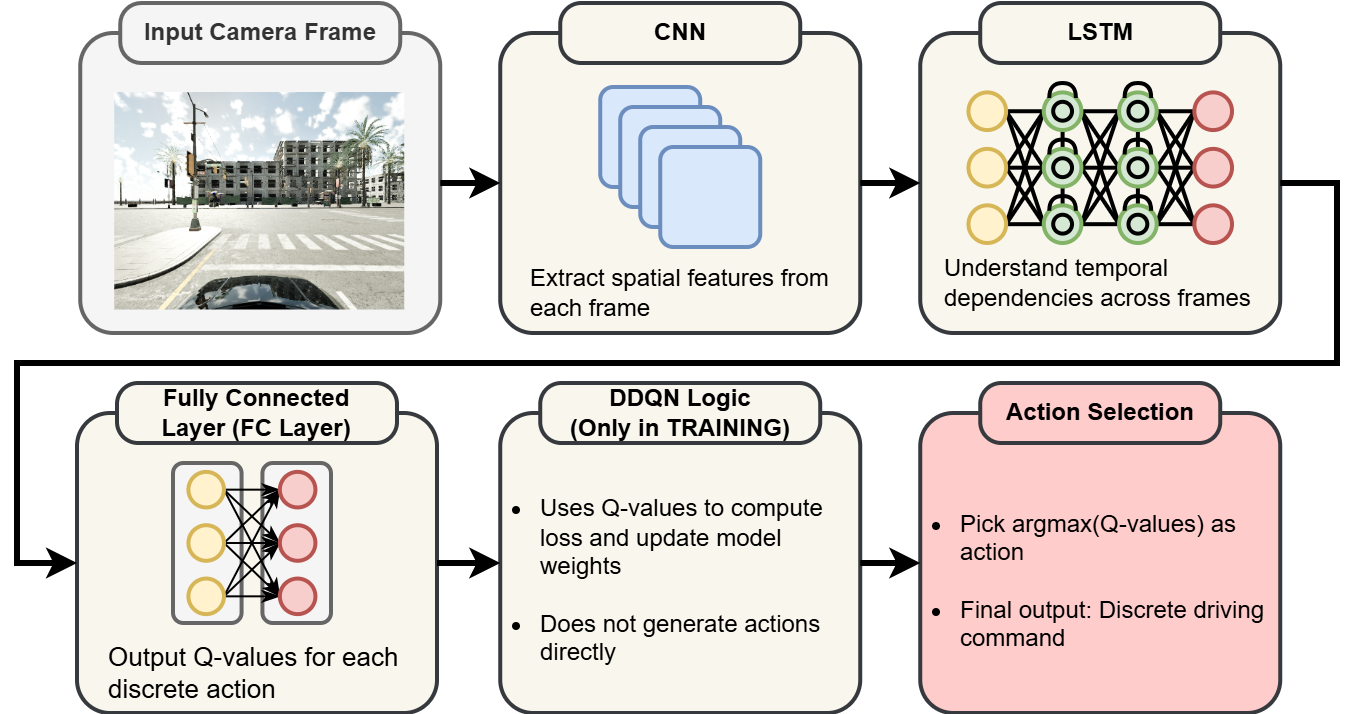 Input Camera Frame
CNN
LSTM
Extract spatial features from
each frame
Understand temporal
dependencies across frames
Fully Connected
Layer (FC Layer)
DDQN Logic
(Only in TRAINING)
Action Selection
Output Q-values for each
discrete action
• Uses Q-values to compute
loss and update model
weights
• Does not generate actions
directly
• Pick argmax(Q-values) as
action
• Final output: Discrete driving
command